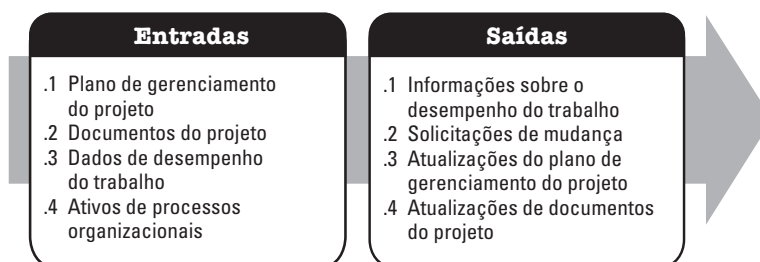 Entradas
.1 Plano de gerenciamento
do projeto
.2 Documentos do projeto
.3 Dados de desempenho
do trabalho
.4 Ativos de processos
organizacionais
Saídas
.1 Informações sobre o
desempenho do trabalho
.2 Solicitações de mudança
.3 Atualizações do plano de
gerenciamento do projeto
.4 Atualizações de documentos
do projeto